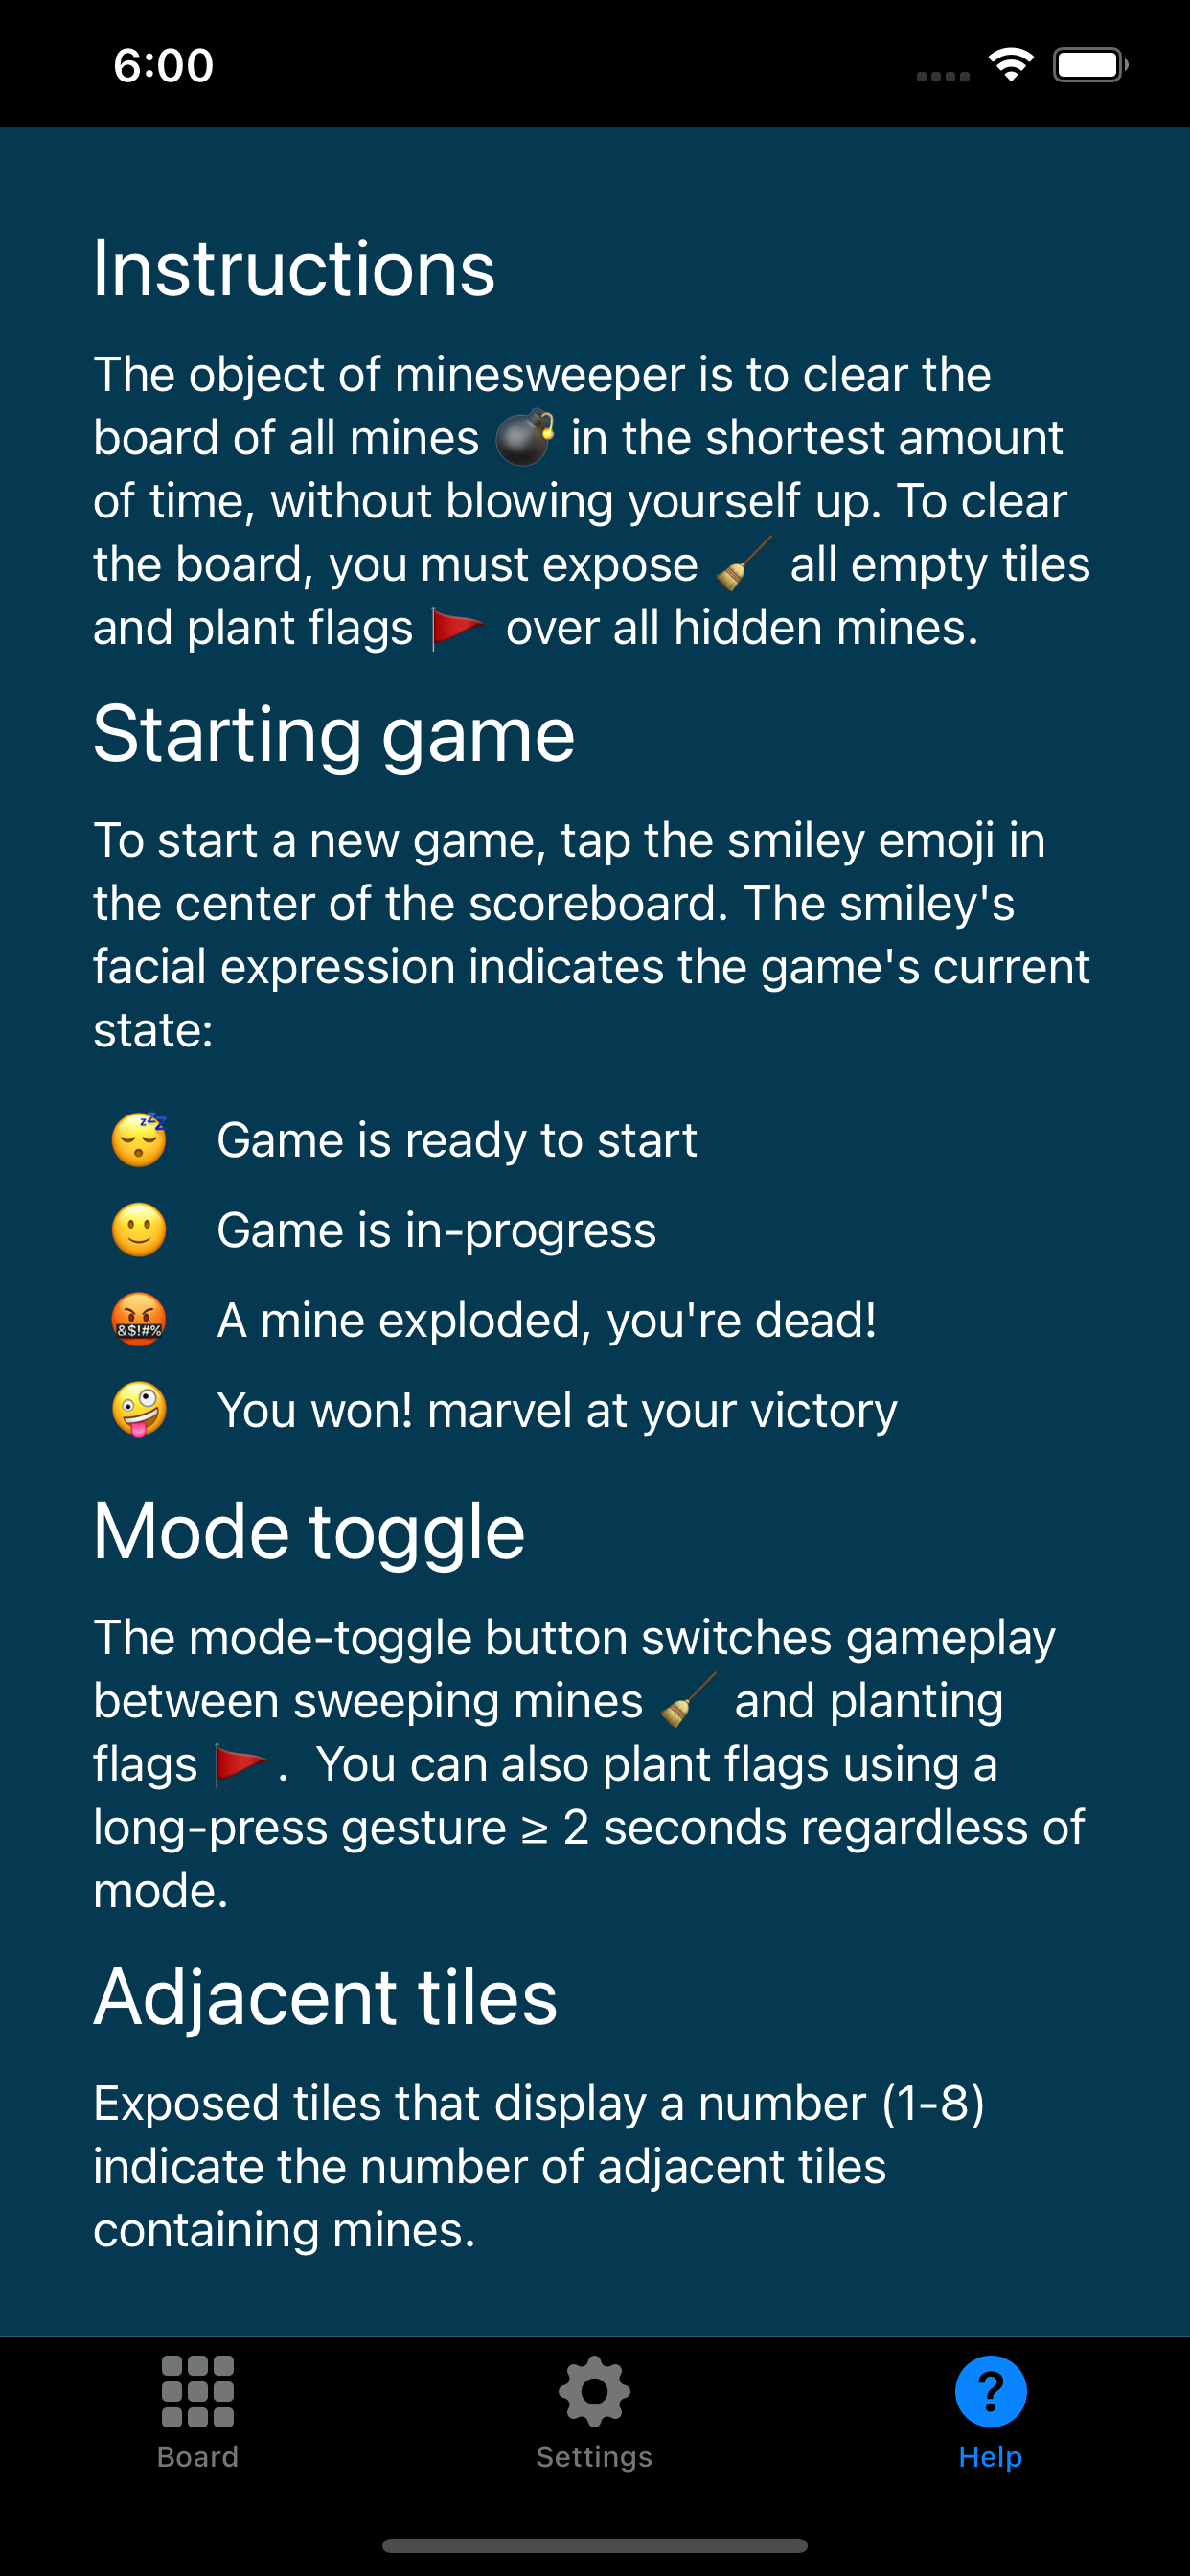 6:00
Instructions
The object of minesweeper is to clear the
board of all mines 💣 in the shortest amount
of time, without blowing yourself up. To clear
the board, you must expose 🧹 all empty tiles
and plant flags 🚩 over all hidden mines.
Starting game
To start a new game, tap the smiley emoji in
the center of the scoreboard. The smiley's
facial expression indicates the game's current
state:
😴 Game is ready to start
🙂 Game is in-progress
🤬 A mine exploded, you're dead!
🤪 You won! marvel at your victory
Mode toggle
The mode-toggle button switches gameplay
between sweeping mines 🧹 and planting
flags 🚩. You can also plant flags using a
long-press gesture ≥ 2 seconds regardless of
mode.
Adjacent tiles
Exposed tiles that display a number (1-8)
indicate the number of adjacent tiles
containing mines.
Board
Settings
Help